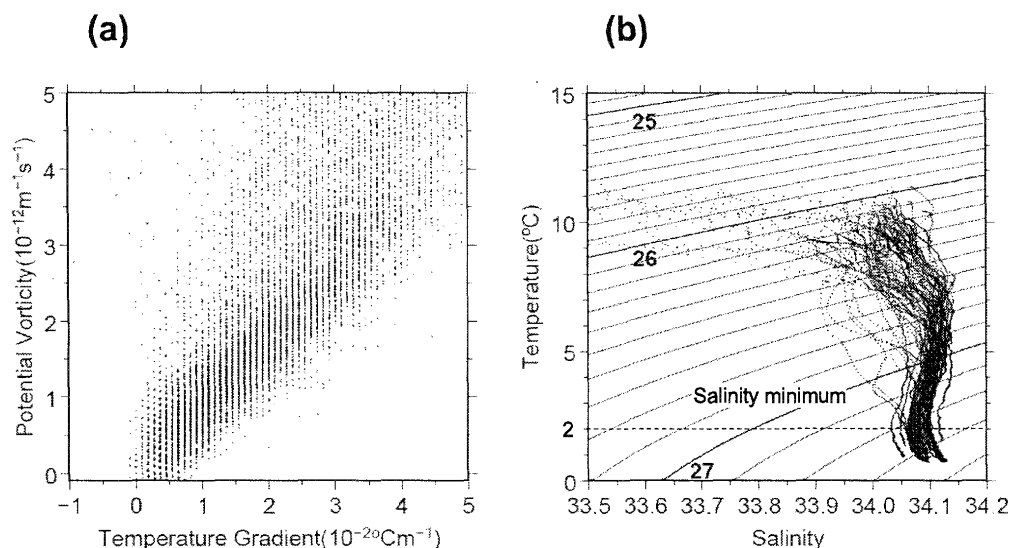 (a)
(b)
Potential Vorticity(10⁻¹²m⁻¹s⁻¹)
5
4
3
2
1
0
−1 0 1 2 3 4 5
Temperature Gradient(10⁻²°Cm⁻¹)
Temperature(°C)
15
10
5
2
0
25
26
Salinity minimum
27
33.5 33.6 33.7 33.8 33.9 34.0 34.1 34.2
Salinity